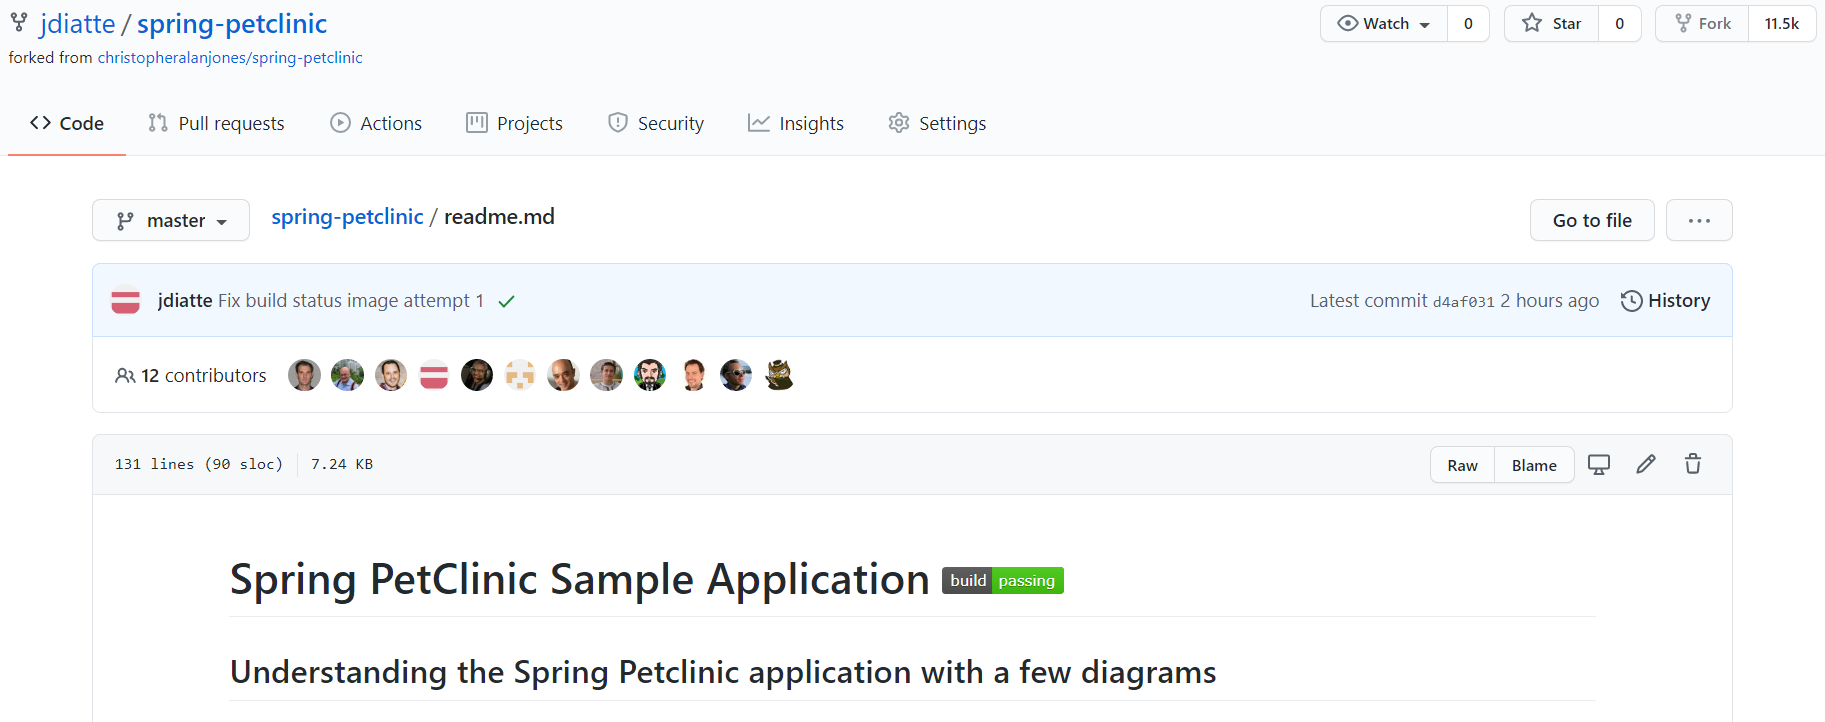 jdiatte / spring-petclinic
Watch 0 Star 0 Fork 11.5k
forked from christopheralanjones/spring-petclinic
Code Pull requests Actions Projects Security Insights Settings
master spring-petclinic / readme.md Go to file ...
jdiatte Fix build status image attempt 1 Latest commit d4af031 2 hours ago History
12 contributors
131 lines (90 sloc) 7.24 KB Raw Blame
Spring PetClinic Sample Application build passing
Understanding the Spring Petclinic application with a few diagrams